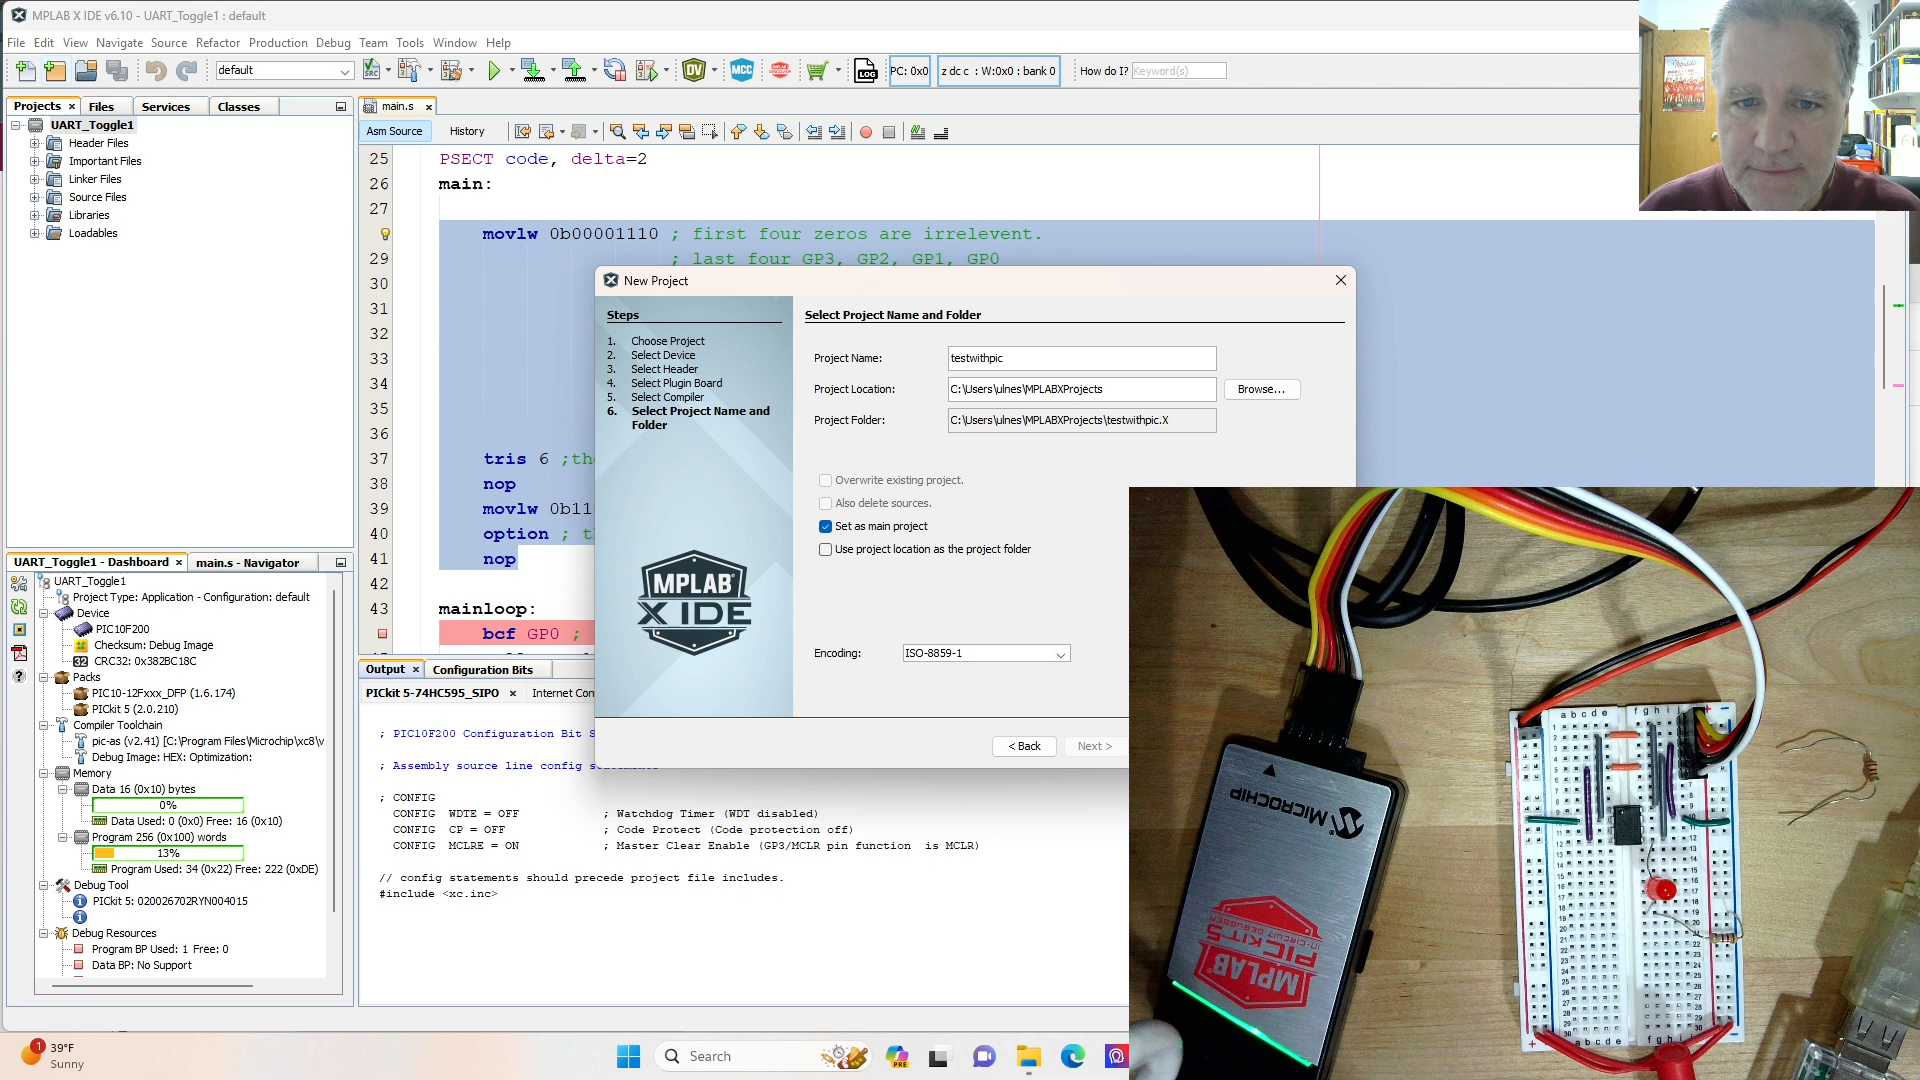 MPLAB X IDE v6.10 - UART_Toggle1 : default
File Edit View Navigate Source Refactor Production Debug Team Tools Window Help
default
PC: 0x0
z dc c : W:0x0 : bank 0
How do I? Keyword(s)
Projects Files Services Classes
main.s
UART_Toggle1
Header Files
Important Files
Linker Files
Source Files
Libraries
Loadables
Asm Source History
25 PSECT code, delta=2
26 main:
27
movlw 0b00001110 ; first four zeros are irrelevent.
29 ; last four GP3, GP2, GP1, GP0
30
31
32
33
34
35
36
37 tris 6 ;th
38 nop
39 movlw 0b11
40 option ; t
41 nop
42
43 mainloop:
bcf GP0 ;
New Project
Steps
1. Choose Project
2. Select Device
3. Select Header
4. Select Plugin Board
5. Select Compiler
6. Select Project Name and Folder
MPLAB
X IDE
Select Project Name and Folder
Project Name: testwithpic
Project Location: C:\Users\ulnes\MPLABXProjects Browse...
Project Folder: C:\Users\ulnes\MPLABXProjects\testwithpic.X
Overwrite existing project.
Also delete sources.
Set as main project
Use project location as the project folder
Encoding: ISO-8859-1
< Back Next >
UART_Toggle1 - Dashboard main.s - Navigator
UART_Toggle1
Project Type: Application - Configuration: default
Device
PIC10F200
Checksum: Debug Image
CRC32: 0x382BC18C
Packs
PIC10-12Fxxx_DFP (1.6.174)
PICkit 5 (2.0.210)
Compiler Toolchain
pic-as (v2.41) [C:\Program Files\Microchip\xc8\v
Debug Image: HEX: Optimization:
Memory
Data 16 (0x10) bytes
0%
Data Used: 0 (0x0) Free: 16 (0x10)
Program 256 (0x100) words
13%
Program Used: 34 (0x22) Free: 222 (0xDE)
Debug Tool
PICkit 5: 020026702RYN004015
Debug Resources
Program BP Used: 1 Free: 0
Data BP: No Support
Output Configuration Bits
PICkit 5-74HC595_SIPO Internet Con
; PIC10F200 Configuration Bit S
; Assembly source line config statements
; CONFIG
CONFIG WDTE = OFF ; Watchdog Timer (WDT disabled)
CONFIG CP = OFF ; Code Protect (Code protection off)
CONFIG MCLRE = ON ; Master Clear Enable (GP3/MCLR pin function is MCLR)
// config statements should precede project file includes.
#include <xc.inc>
MICROCHIP
MPLAB
PICKIT 5
IN-CIRCUIT DEBUGGER
a b c d e f g h i j
a b c d e f g h i j
1
39°F
Sunny
Search
PRE